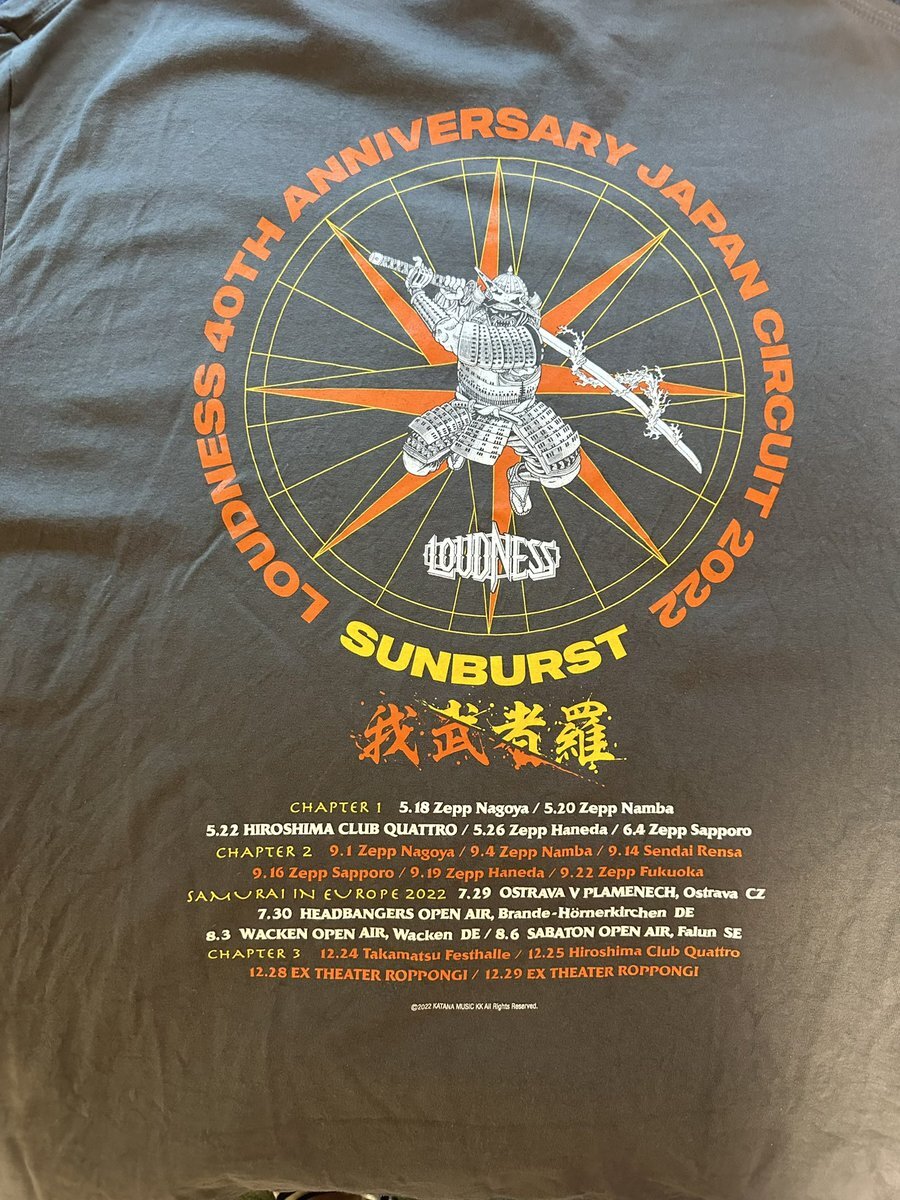 LOUDNESS 40TH ANNIVERSARY JAPAN CIRCUIT 2022
LOUDNESS
SUNBURST
我武者羅
CHAPTER 1 5.18 Zepp Nagoya / 5.20 Zepp Namba
5.22 HIROSHIMA CLUB QUATTRO / 5.26 Zepp Haneda / 6.4 Zepp Sapporo
CHAPTER 2 9.1 Zepp Nagoya / 9.4 Zepp Namba / 9.14 Sendai Rensa
9.16 Zepp Sapporo / 9.19 Zepp Haneda / 9.22 Zepp Fukuoka
SAMURAI IN EUROPE 2022 7.29 OSTRAVA V PLAMENECH, Ostrava CZ
7.30 HEADBANGERS OPEN AIR, Brande-Hörnerkirchen DE
8.3 WACKEN OPEN AIR, Wacken DE / 8.6 SABATON OPEN AIR, Falun SE
CHAPTER 3 12.24 Takamatsu Festhalle / 12.25 Hiroshima Club Quattro
12.28 EX THEATER ROPPONGI / 12.29 EX THEATER ROPPONGI
©2022 KATANA MUSIC KK All Rights Reserved.